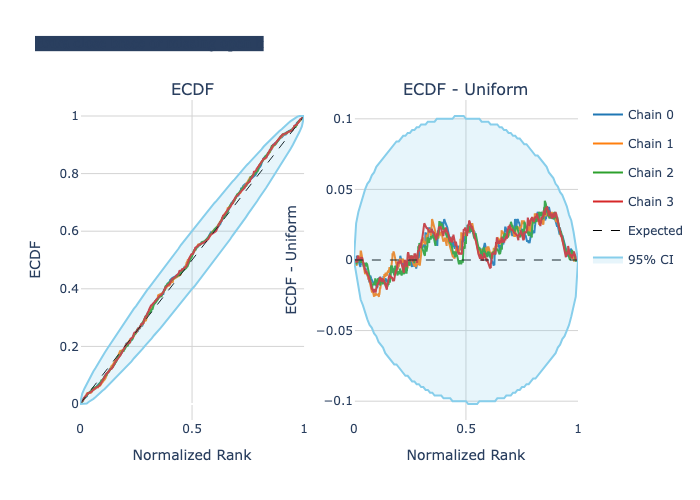 ECDF
ECDF - Uniform
1
0.8
0.6
0.4
0.2
0
0
0.5
1
ECDF
Normalized Rank
0.1
0.05
0
−0.05
−0.1
0
0.5
1
ECDF - Uniform
Normalized Rank
Chain 0
Chain 1
Chain 2
Chain 3
Expected
95% CI